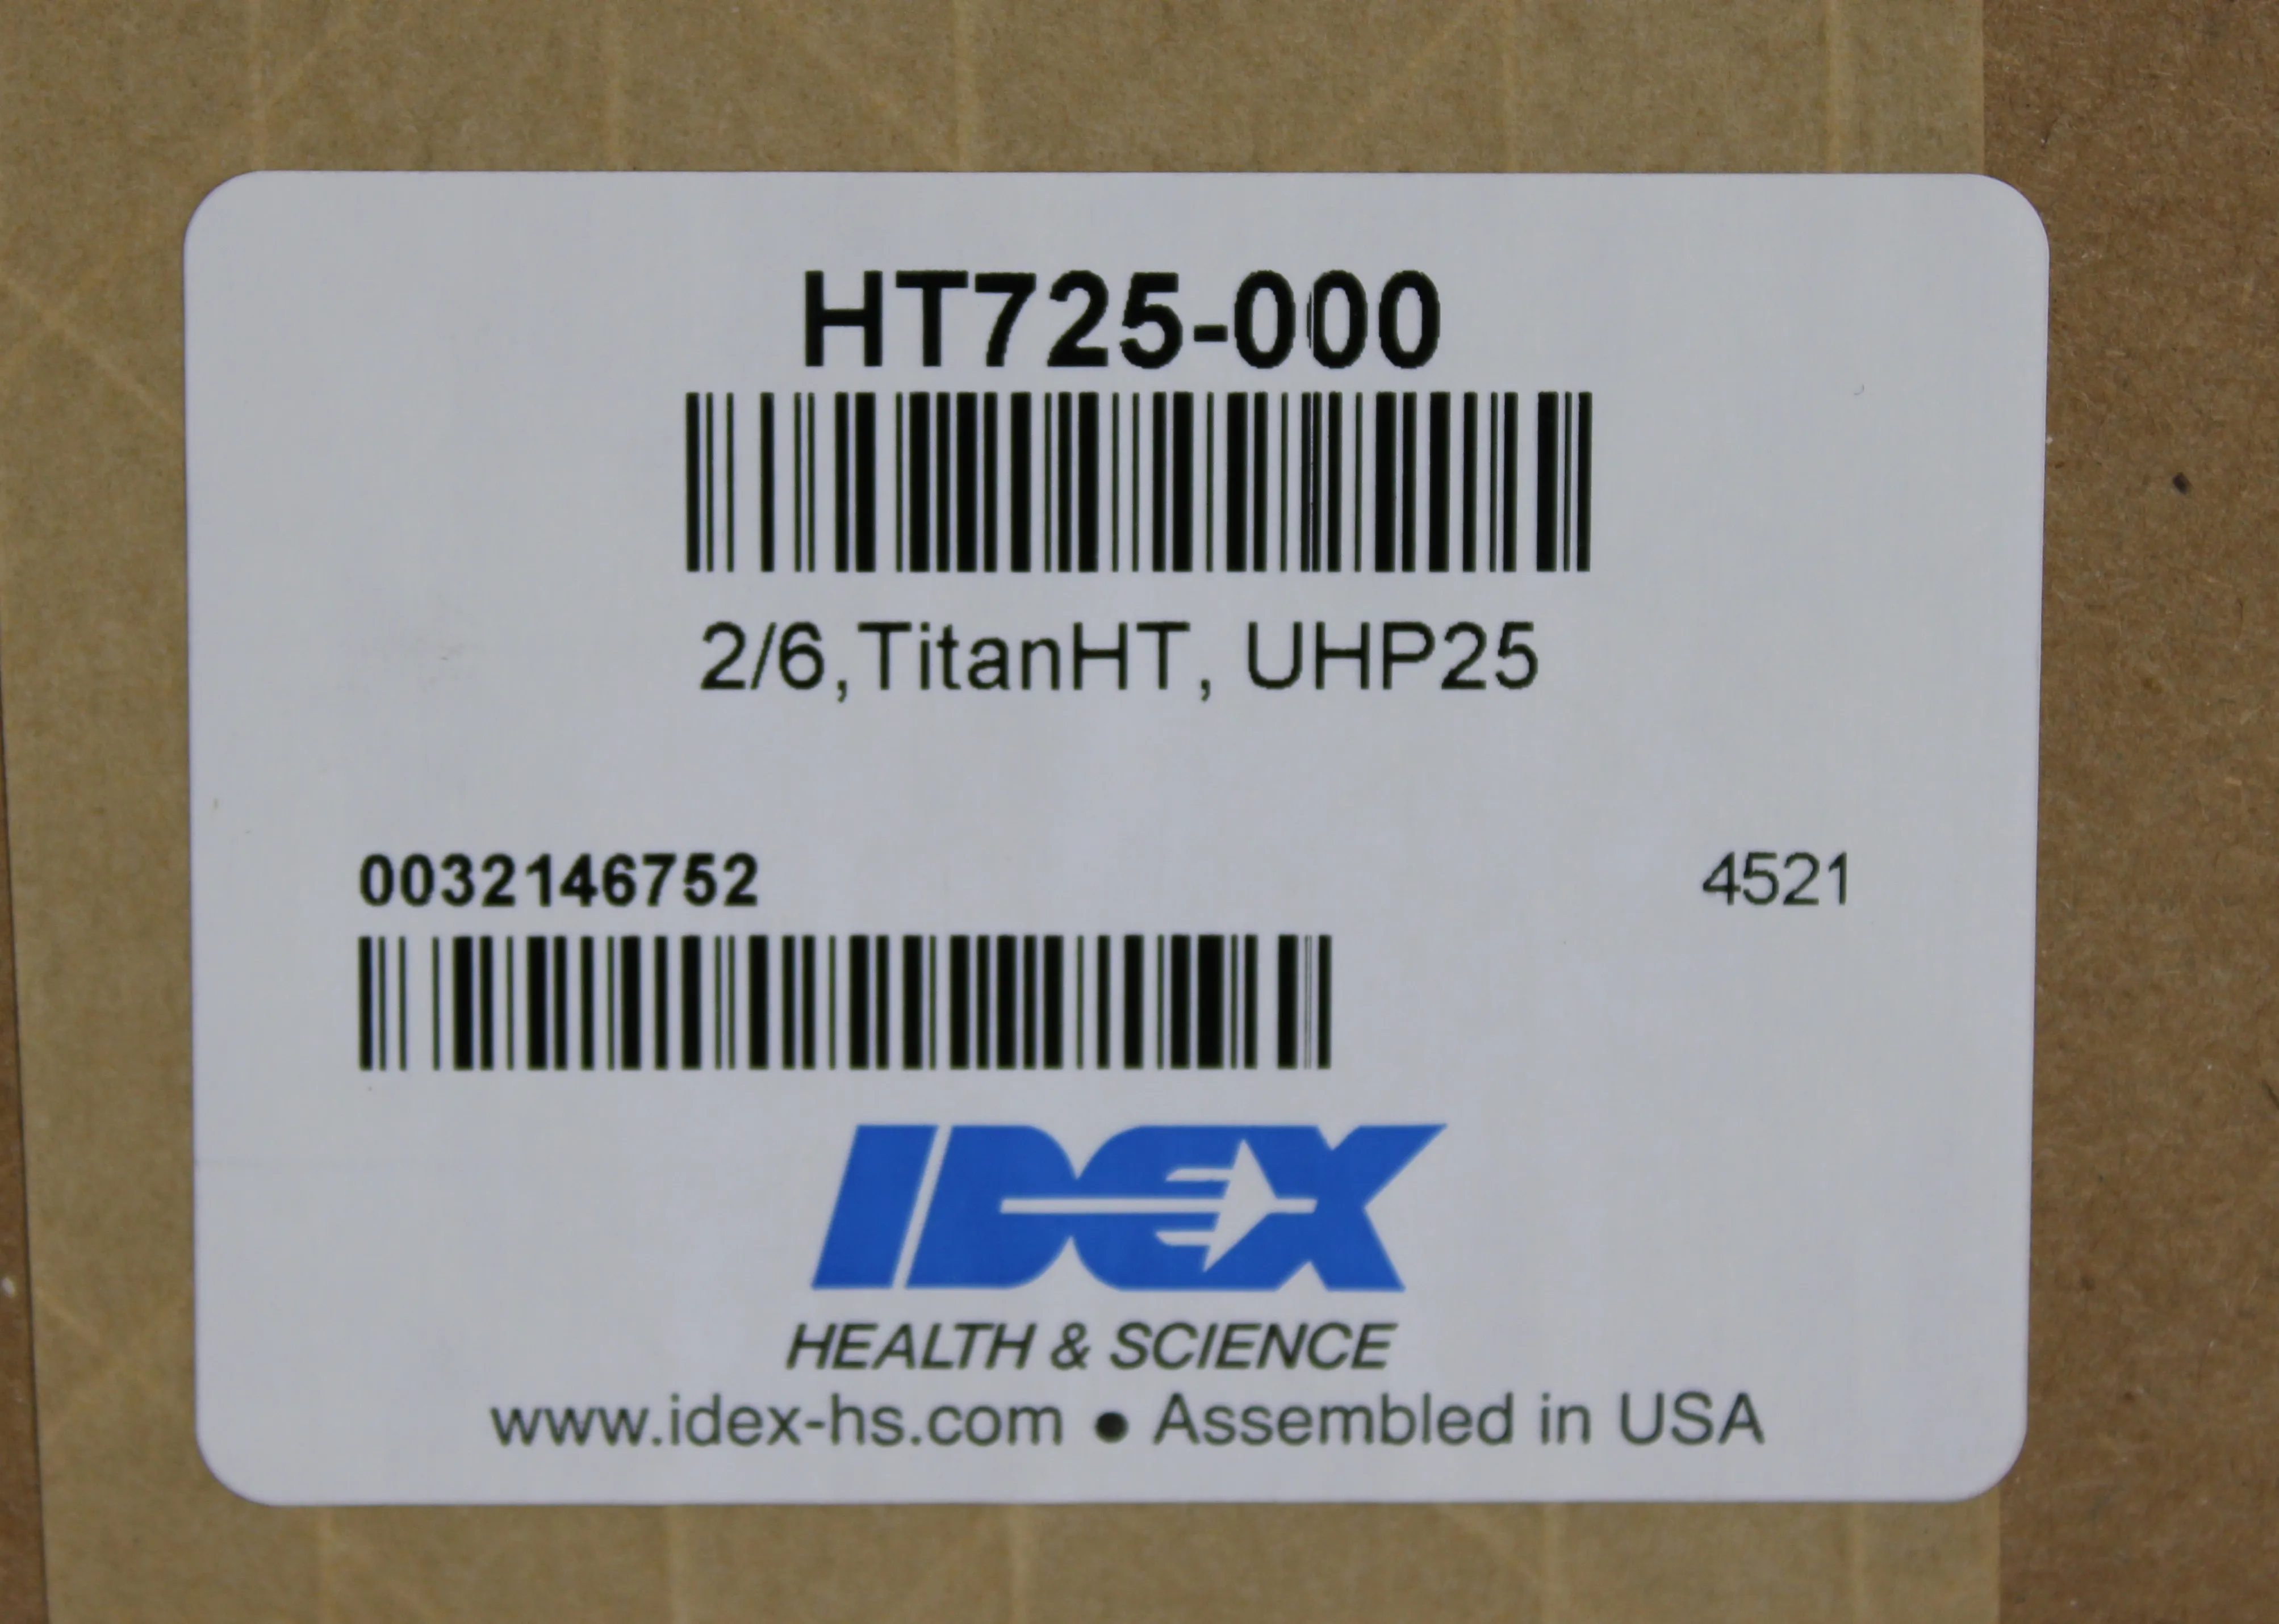 HT725-000
2/6,TitanHT, UHP25
0032146752 4521
IDEX
HEALTH & SCIENCE
www.idex-hs.com • Assembled in USA